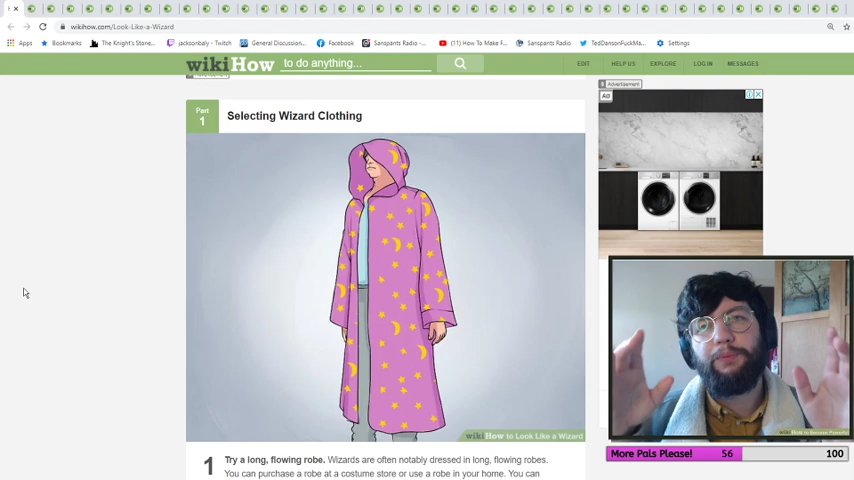 wikihow.com/Look-Like-a-Wizard
Apps
Bookmarks
The Knight's Stone...
jacksonbaly - Twitch
General Discussion...
Facebook
Sanspants Radio -...
(11) How To Make F...
Sanspants Radio
TedDansonFuckMa...
Settings
wikiHow to do anything...
EDIT
HELP US
EXPLORE
LOG IN
MESSAGES
Advertisement
Part
1
Selecting Wizard Clothing
AEG
wikiHow to Look Like a Wizard
1 Try a long, flowing robe. Wizards are often notably dressed in long, flowing robes.
You can purchase a robe at a costume store or use a robe in your home. You can
More Pals Please! 56 100